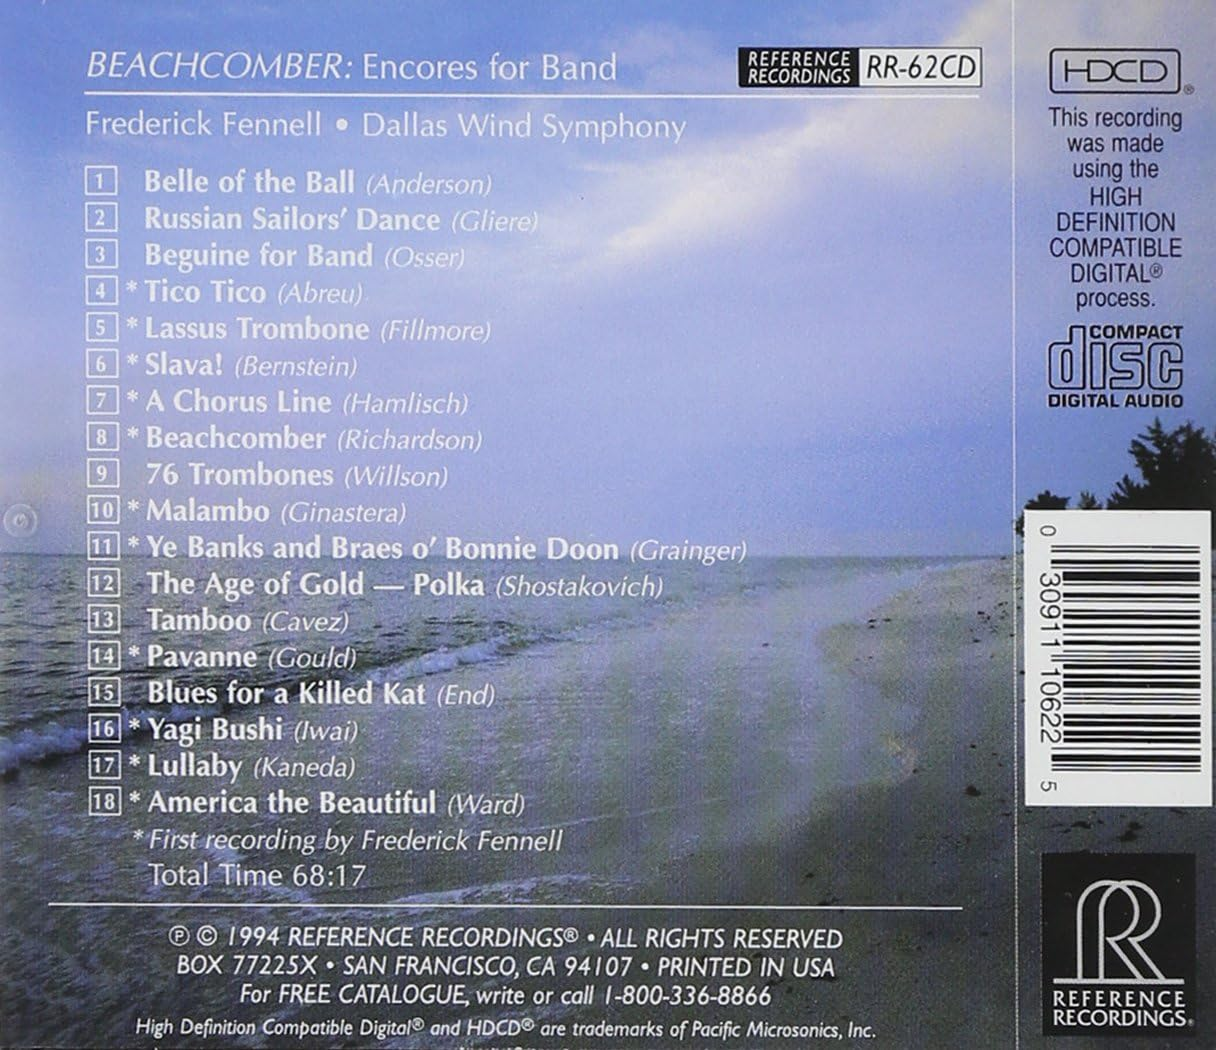 BEACHCOMBER: Encores for Band
REFERENCE RECORDINGS RR-62CD
Frederick Fennell • Dallas Wind Symphony
1 Belle of the Ball (Anderson)
2 Russian Sailors' Dance (Gliere)
3 Beguine for Band (Osser)
4 * Tico Tico (Abreu)
5 * Lassus Trombone (Fillmore)
6 * Slava! (Bernstein)
7 * A Chorus Line (Hamlisch)
8 * Beachcomber (Richardson)
9 76 Trombones (Willson)
10 * Malambo (Ginastera)
11 * Ye Banks and Braes o' Bonnie Doon (Grainger)
12 The Age of Gold — Polka (Shostakovich)
13 Tamboo (Cavez)
14 * Pavanne (Gould)
15 Blues for a Killed Kat (End)
16 * Yagi Bushi (Iwai)
17 * Lullaby (Kaneda)
18 * America the Beautiful (Ward)
* First recording by Frederick Fennell
Total Time 68:17
℗ © 1994 REFERENCE RECORDINGS® • ALL RIGHTS RESERVED
BOX 77225X • SAN FRANCISCO, CA 94107 • PRINTED IN USA
For FREE CATALOGUE, write or call 1-800-336-8866
High Definition Compatible Digital® and HDCD® are trademarks of Pacific Microsonics, Inc.
HDCD®
This recording
was made
using the
HIGH
DEFINITION
COMPATIBLE
DIGITAL®
process.
COMPACT
disc
DIGITAL AUDIO
0 30911 10622 5
RR
REFERENCE
RECORDINGS®